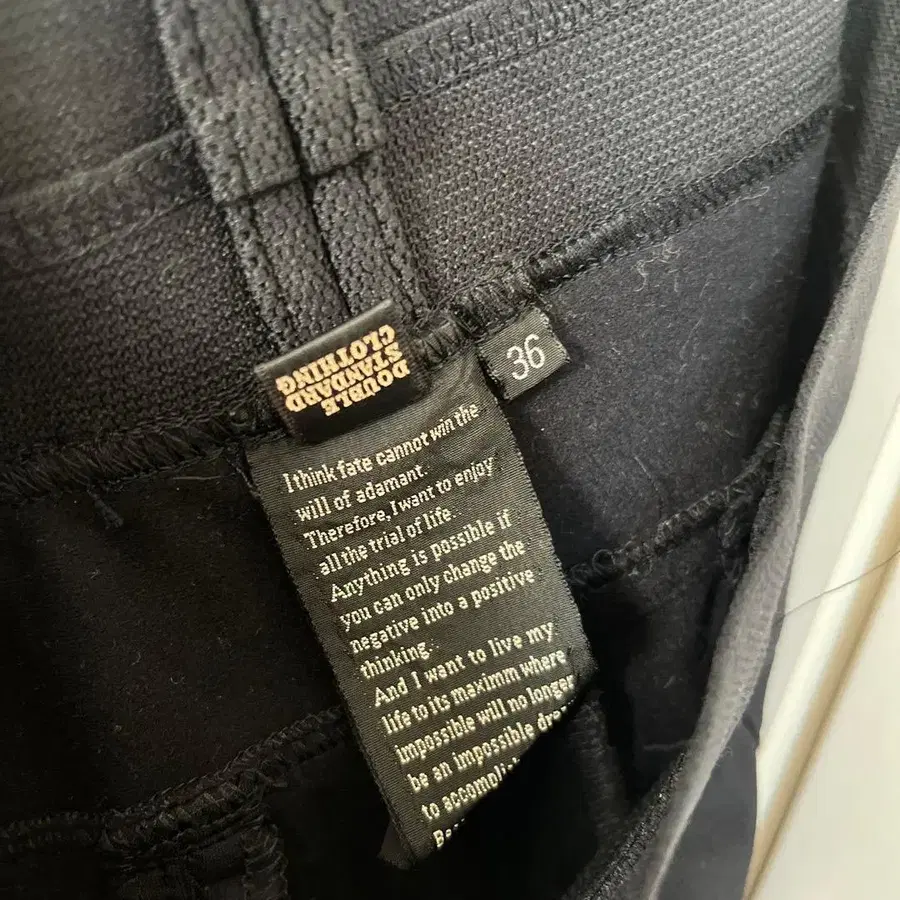 DOUBLE
STANDARD
CLOTHING
36
I think fate cannot win the
will of adamant.
Therefore, I want to enjoy
all the trial of life.
Anything is possible if
you can only change the
negative into a positive
thinking.
And I want to live my
life to its maximm where
impossible will no longer
be an impossible
to